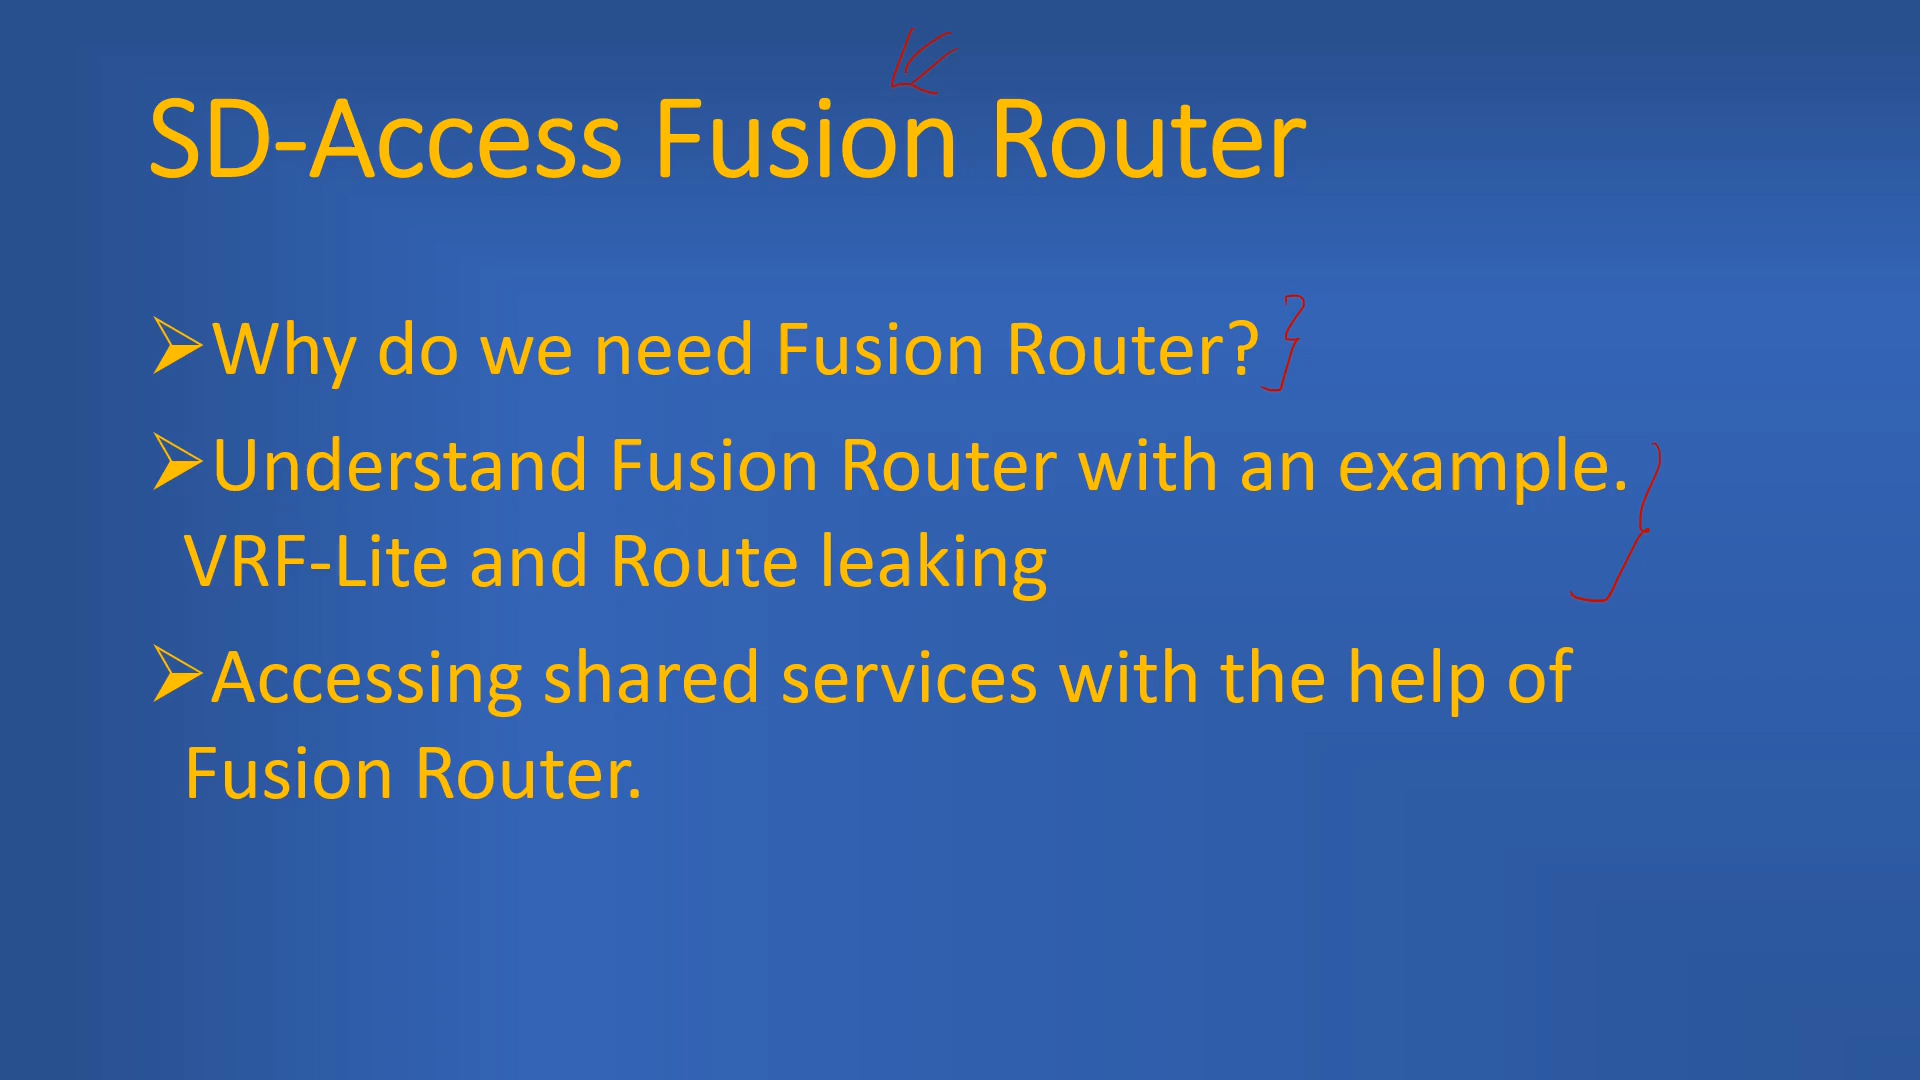 SD-Access Fusion Router
Why do we need Fusion Router?
Understand Fusion Router with an example.
VRF-Lite and Route leaking
Accessing shared services with the help of
Fusion Router.